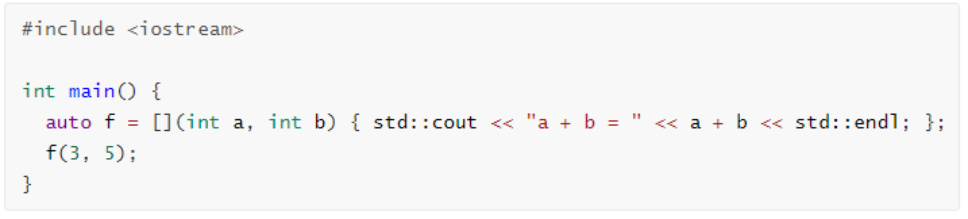 #include <iostream>

int main() {
  auto f = [](int a, int b) { std::cout << "a + b = " << a + b << std::endl; };
  f(3, 5);
}